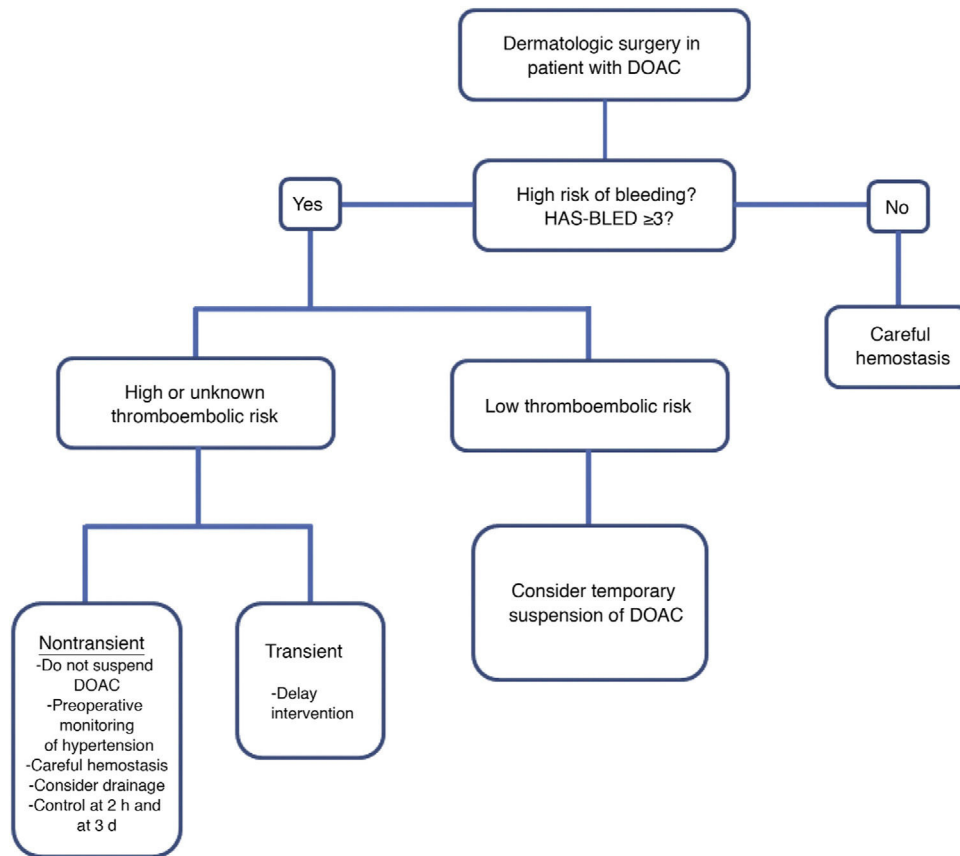 Dermatologic surgery in
patient with DOAC
High risk of bleeding?
HAS-BLED ≥3?
Yes
No
Careful
hemostasis
High or unknown
thromboembolic risk
Low thromboembolic risk
Consider temporary
suspension of DOAC
Nontransient
-Do not suspend
DOAC
-Preoperative
monitoring
of hypertension
-Careful hemostasis
-Consider drainage
-Control at 2 h and
at 3 d
Transient
-Delay
intervention